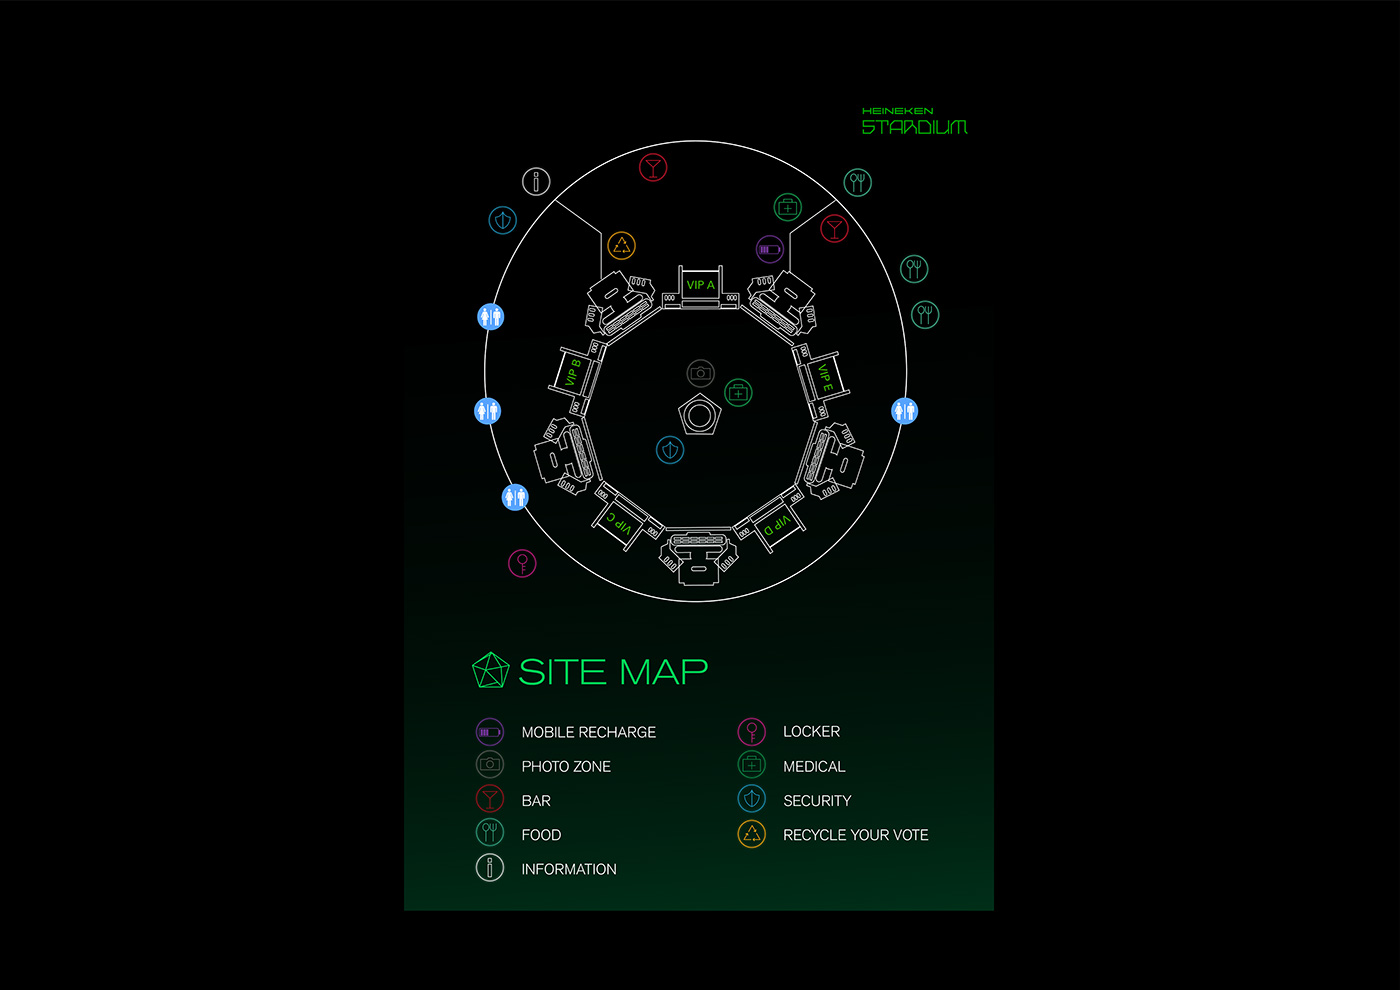 HEINEKEN
STARDIUM
VIP A
VIP B
VIP E
VIP C
VIP D
SITE MAP
MOBILE RECHARGE
PHOTO ZONE
BAR
FOOD
INFORMATION
LOCKER
MEDICAL
SECURITY
RECYCLE YOUR VOTE